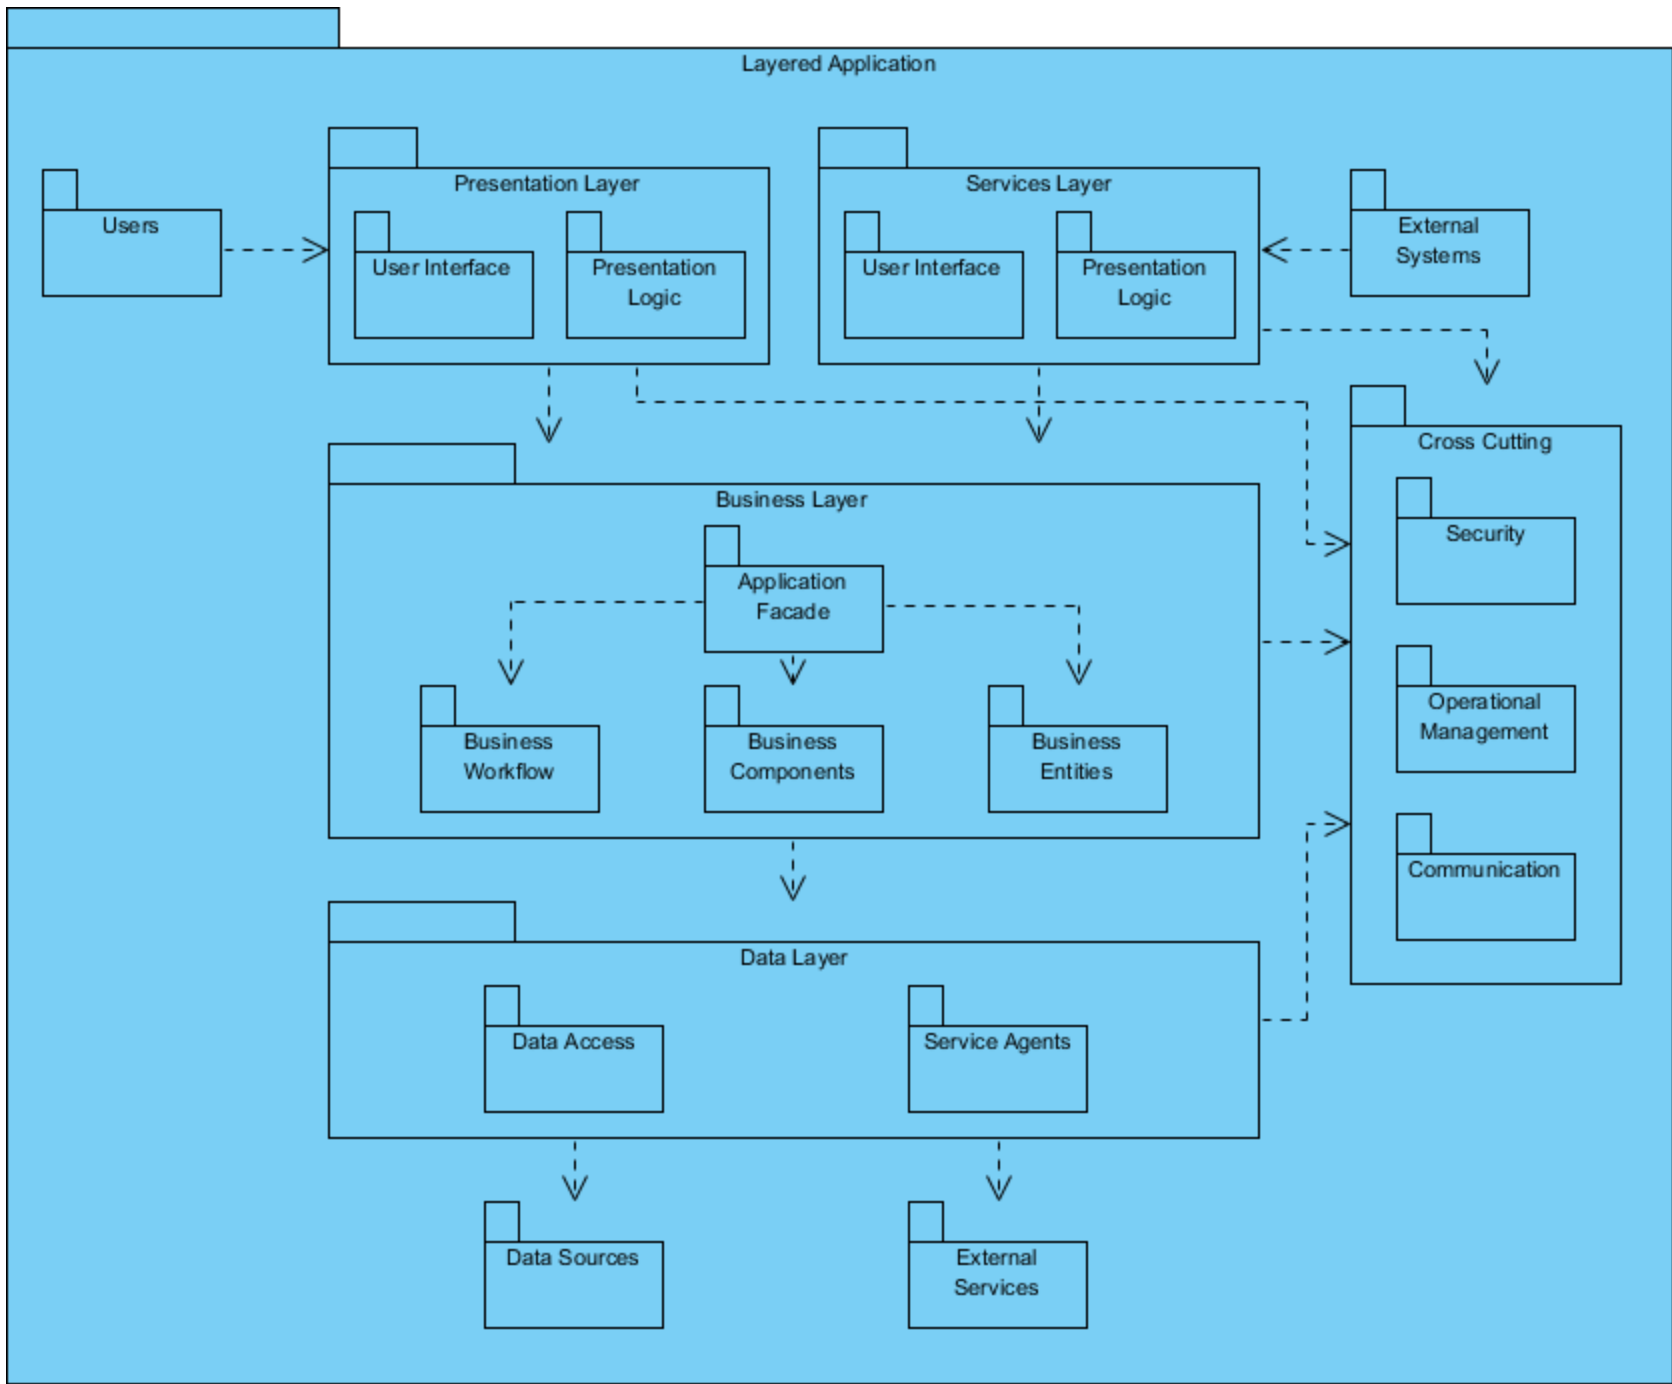 Layered Application
Users
Presentation Layer
User Interface
Presentation
Logic
Services Layer
User Interface
Presentation
Logic
External
Systems
Business Layer
Application
Facade
Business
Workflow
Business
Components
Business
Entities
Cross Cutting
Security
Operational
Management
Communication
Data Layer
Data Access
Service Agents
Data Sources
External
Services